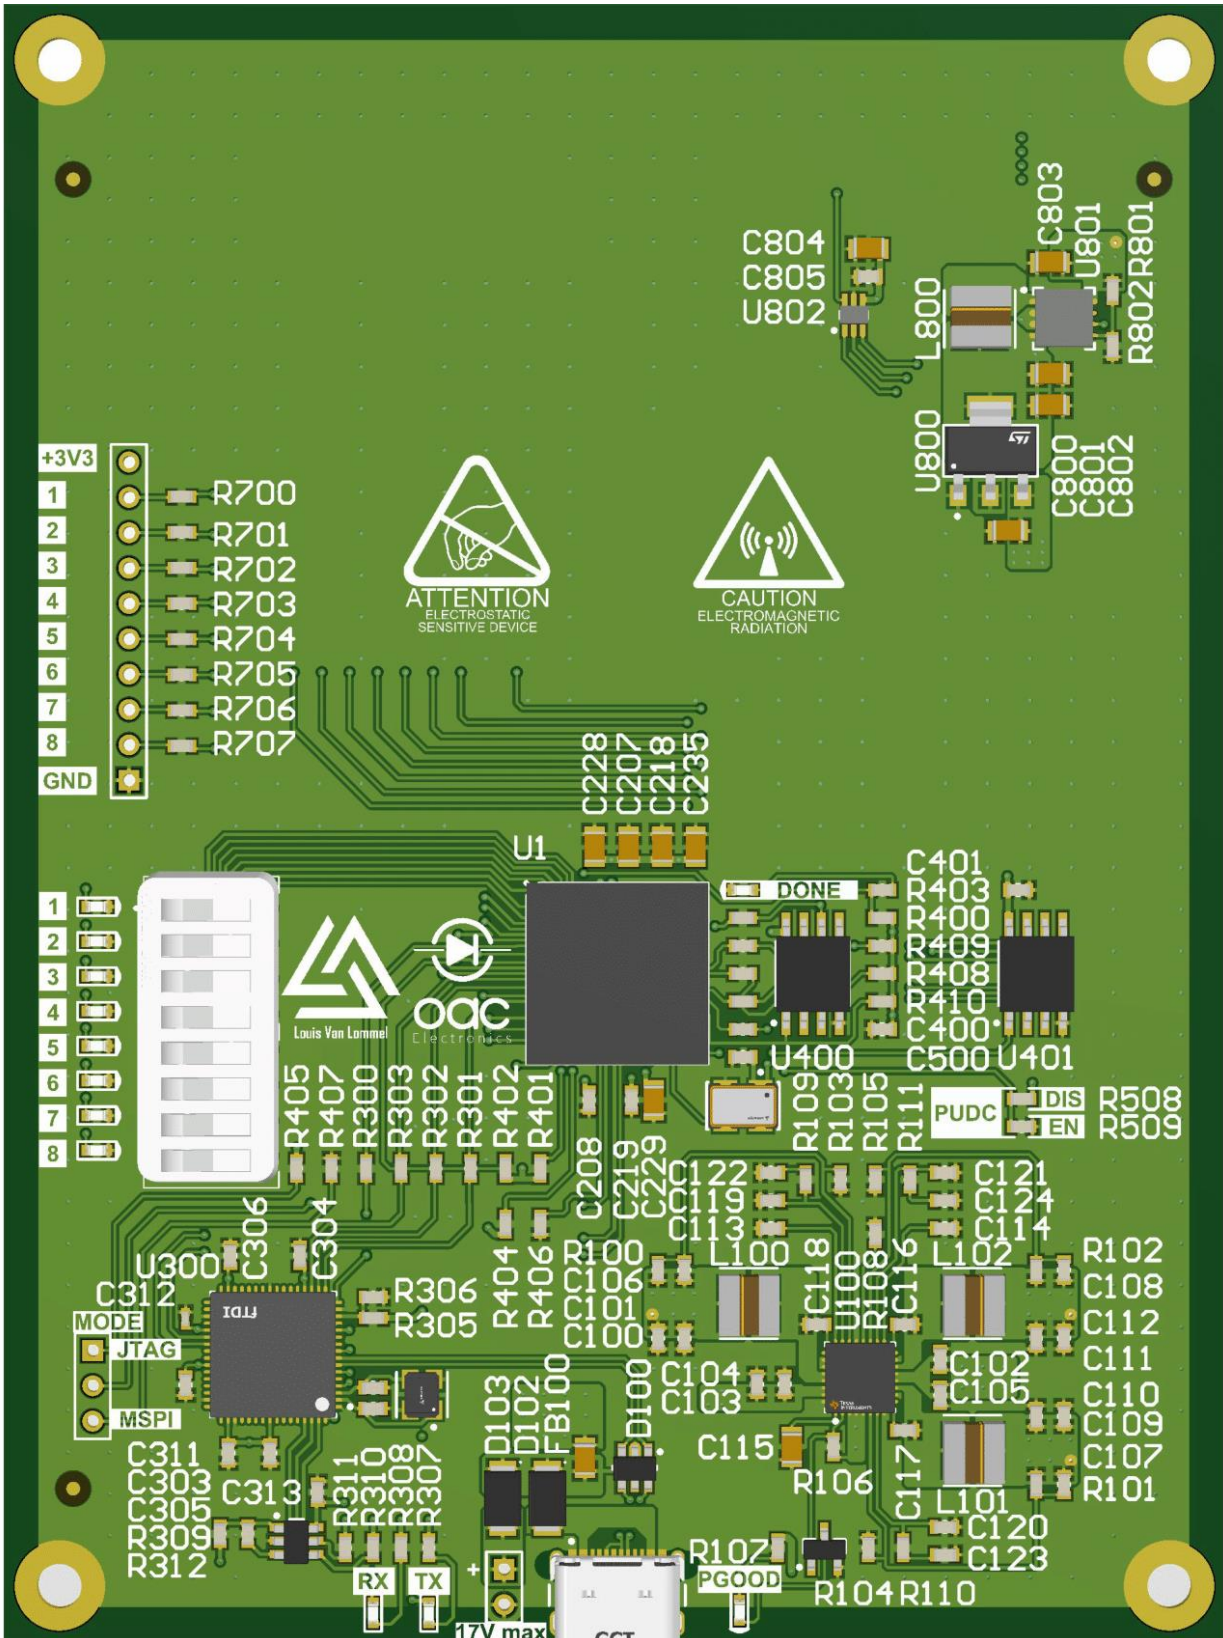 C803
U801
R801
R802
C804
C805
U802
L800
U800
C800
C801
C802
+3V3
1
2
3
4
5
6
7
8
GND
R700
R701
R702
R703
R704
R705
R706
R707
ATTENTION
ELECTROSTATIC
SENSITIVE DEVICE
CAUTION
ELECTROMAGNETIC
RADIATION
C228
C207
C218
C235
U1
DONE
C401
R403
R400
R409
R408
R410
C400
C500
U400
U401
1
2
3
4
5
6
7
8
Louis Van Lommel
oac
Electronics
R405
R407
R300
R303
R302
R301
R402
R401
C208
C219
C229
R109
R103
R105
R111
PUDC
DIS
EN
R508
R509
C122
C119
C113
C121
C124
C114
U300
C306
C304
C312
FTDI
R306
R305
R404
R406
R100
C106
C101
C100
L100
C118
U100
R108
C116
L102
R102
C108
C112
C111
MODE
JTAG
MSPI
C104
C103
C102
C105
C110
C109
C107
R101
C311
C303
C305
R309
R312
C313
R311
R310
R308
R307
D103
D102
FB100
D100
C115
R106
C117
L101
C120
C123
RX
TX
+
17V max
R107
PGOOD
R104
R110
GCT